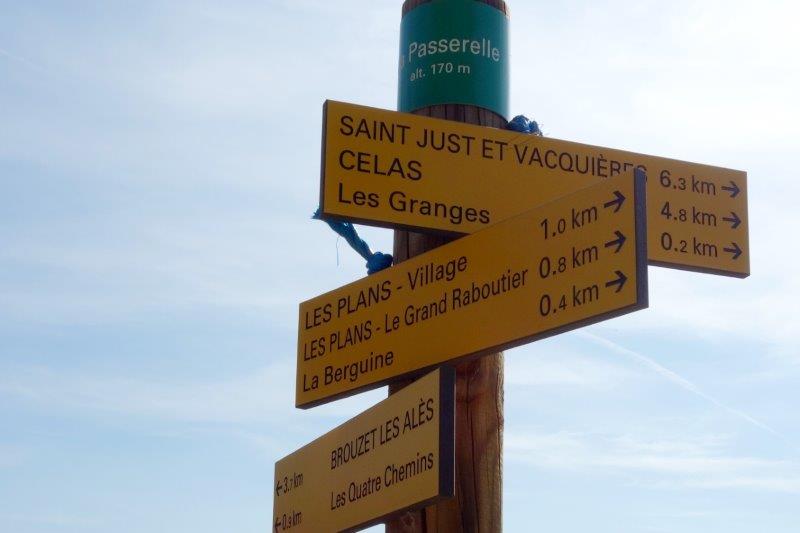 Passerelle
alt. 170 m
SAINT JUST ET VACQUIÈRES 6.3 km →
CELAS 4.8 km →
Les Granges 0.2 km →
LES PLANS - Village 1.0 km →
LES PLANS - Le Grand Raboutier 0.8 km →
La Berguine 0.4 km →
← 3.7 km BROUZET LES ALÈS
← 0.9 km Les Quatre Chemins